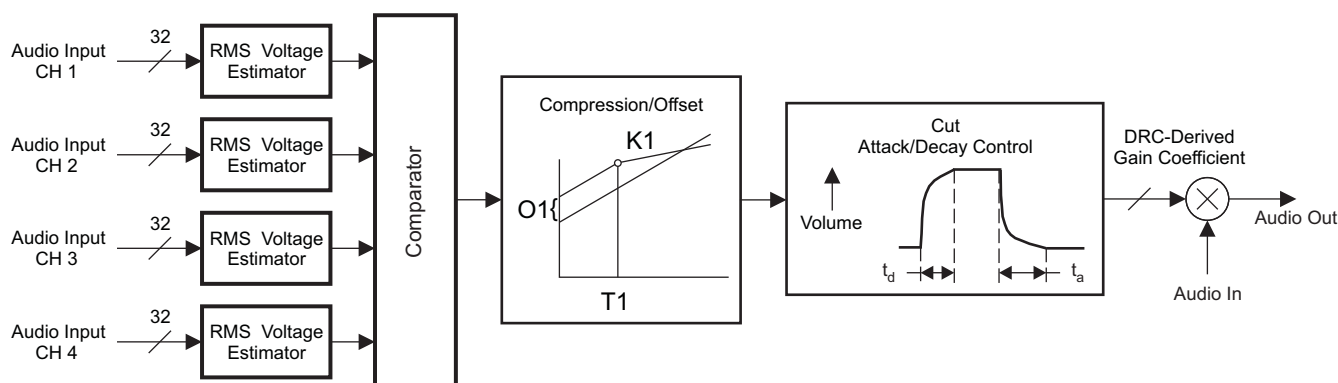 Audio Input
CH 1
32
RMS Voltage
Estimator
Audio Input
CH 2
32
RMS Voltage
Estimator
Audio Input
CH 3
32
RMS Voltage
Estimator
Audio Input
CH 4
32
RMS Voltage
Estimator
Comparator
Compression/Offset
K1
O1{
T1
Cut
Attack/Decay Control
Volume
td
ta
DRC-Derived
Gain Coefficient
Audio Out
Audio In